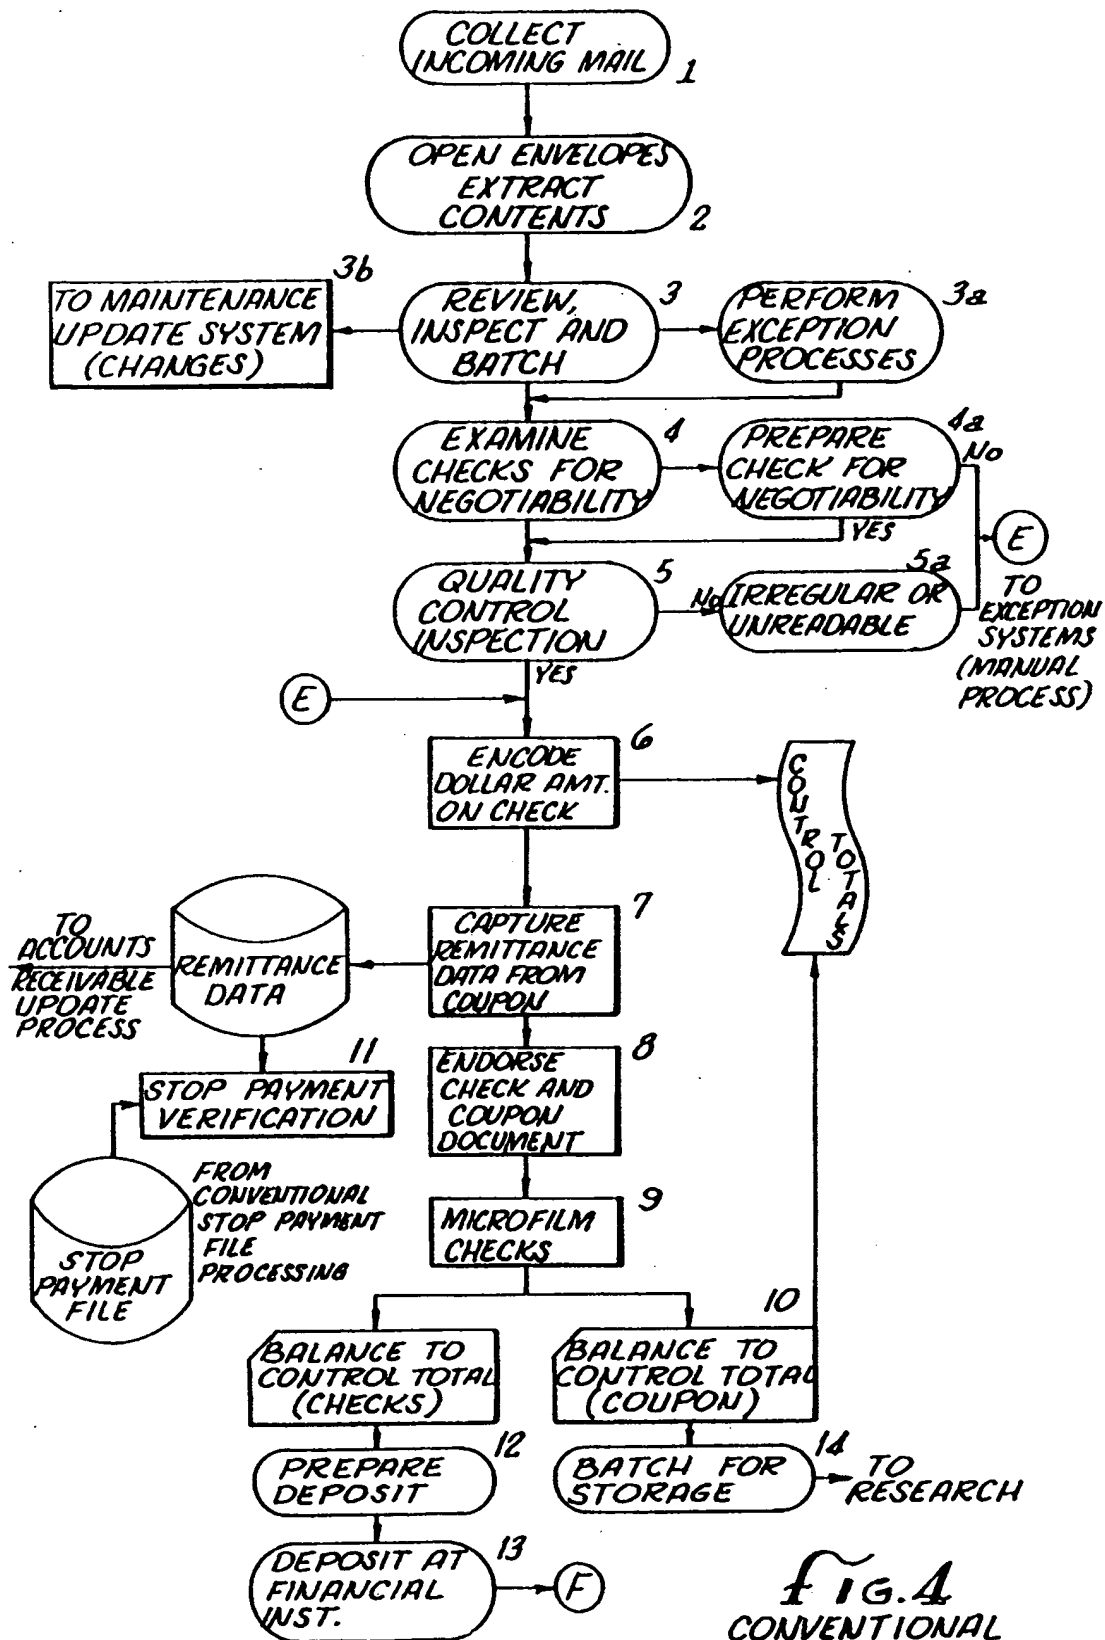 COLLECT
INCOMING MAIL
1
OPEN ENVELOPES
EXTRACT
CONTENTS
2
3b
TO MAINTENANCE
UPDATE SYSTEM
(CHANGES)
REVIEW,
INSPECT AND
BATCH
3
PERFORM
EXCEPTION
PROCESSES
3a
EXAMINE
CHECKS FOR
NEGOTIABILITY
4
PREPARE
CHECK FOR
NEGOTIABILITY
4a
NO
YES
E
TO
EXCEPTION
SYSTEMS
(MANUAL
PROCESS)
QUALITY
CONTROL
INSPECTION
5
NO
IRREGULAR OR
UNREADABLE
5a
YES
E
6
ENCODE
DOLLAR AMT.
ON CHECK
CONTROL
TOTALS
7
CAPTURE
REMITTANCE
DATA FROM
COUPON
REMITTANCE
DATA
TO
ACCOUNTS
RECEIVABLE
UPDATE
PROCESS
8
ENDORSE
CHECK AND
COUPON
DOCUMENT
11
STOP PAYMENT
VERIFICATION
STOP
PAYMENT
FILE
FROM
CONVENTIONAL
STOP PAYMENT
FILE
PROCESSING
9
MICROFILM
CHECKS
BALANCE TO
CONTROL TOTAL
(CHECKS)
10
BALANCE TO
CONTROL TOTAL
(COUPON)
12
PREPARE
DEPOSIT
14
BATCH FOR
STORAGE
TO
RESEARCH
13
DEPOSIT AT
FINANCIAL
INST.
F
FIG.4
CONVENTIONAL